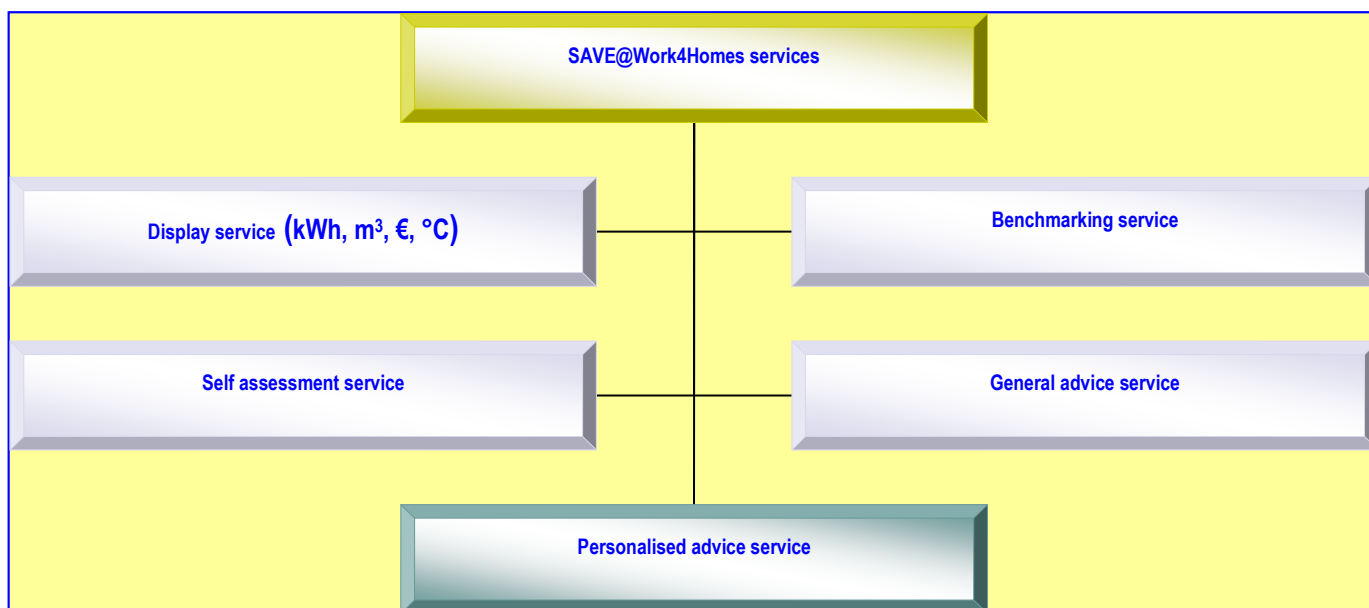 SAVE@Work4Homes services
Display service (kWh, m³, €, °C)
Benchmarking service
Self assessment service
General advice service
Personalised advice service